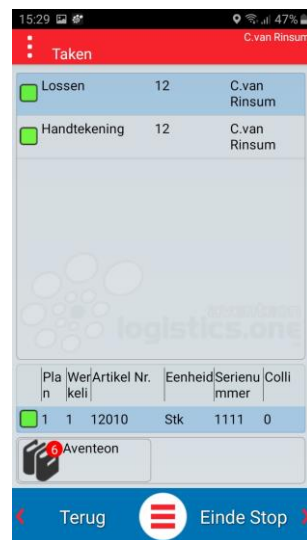 15:29 47%
C.van Rinsum
Taken
Lossen 12 C.van
Rinsum
Handtekening 12 C.van
Rinsum
logistics.one
Pla Wer Artikel Nr. Eenheid Serienu Colli
n keli mmer
1 1 12010 Stk 1111 0
6 Aventeon
Terug Einde Stop